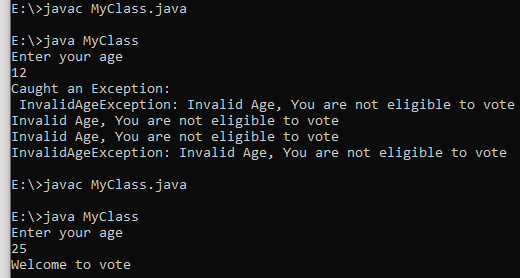 E:\>javac MyClass.java
E:\>java MyClass
Enter your age
12
Caught an Exception:
 InvalidAgeException: Invalid Age, You are not eligible to vote
Invalid Age, You are not eligible to vote
Invalid Age, You are not eligible to vote
InvalidAgeException: Invalid Age, You are not eligible to vote
E:\>javac MyClass.java
E:\>java MyClass
Enter your age
25
Welcome to vote